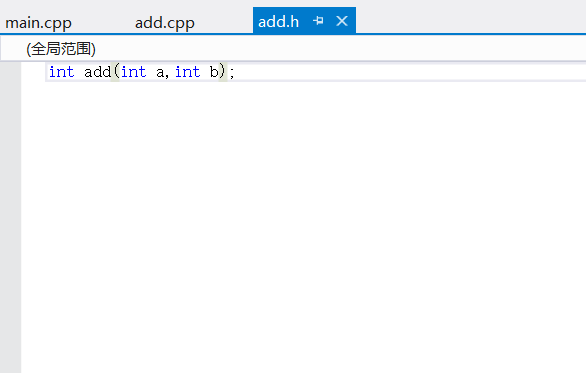 main.cpp add.cpp add.h
(全局范围)
int add(int a,int b);